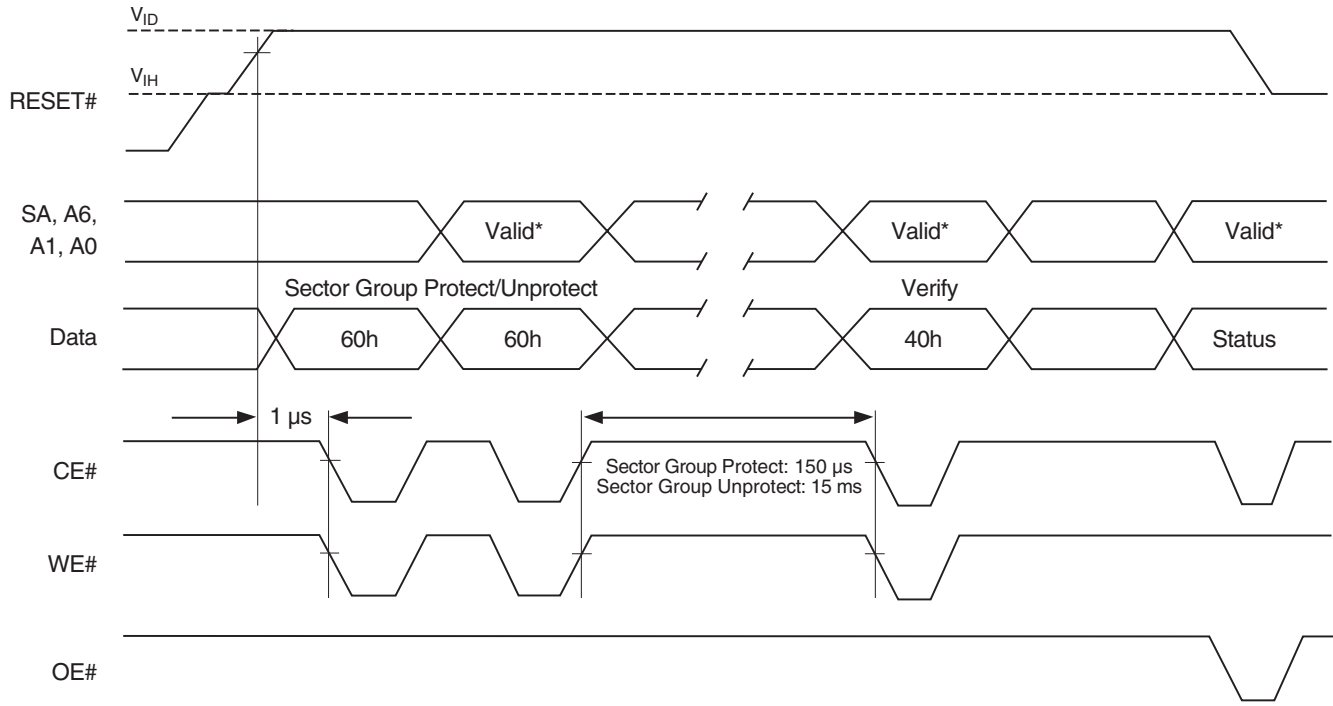 VID
VIH
RESET#
SA, A6,
A1, A0
Valid*
Valid*
Valid*
Sector Group Protect/Unprotect
Verify
Data
60h
60h
40h
Status
1 µs
CE#
Sector Group Protect: 150 µs
Sector Group Unprotect: 15 ms
WE#
OE#